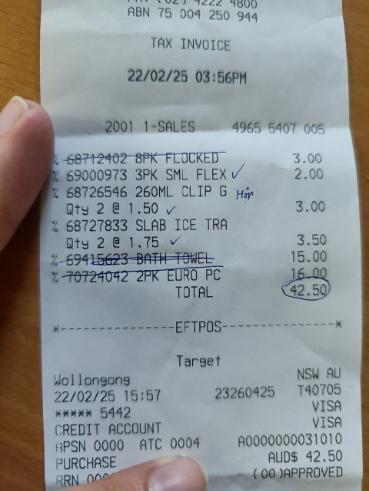 PH (02) 4222 4800
ABN 75 004 250 944
TAX INVOICE
22/02/25 03:56PM
2001 1-SALES 4965 5407 005
% 68712402 8PK FLOCKED 3.00
% 69000973 3PK SML FLEX ✓ 2.00
% 68726546 260ML CLIP G
Qty 2 @ 1.50 ✓ 3.00
% 68727833 SLAB ICE TRA
Qty 2 @ 1.75 ✓ 3.50
% 69415623 BATH TOWEL 15.00
% 70724042 2PK EURO PC 16.00
TOTAL 42.50
*--------------EFTPOS--------------*
Target
Wollongong NSW AU
22/02/25 15:57 23260425 T40705
***** 5442 VISA
CREDIT ACCOUNT VISA
APSN 0000 ATC 0004 A0000000031010
PURCHASE AUD$ 42.50
RRN (00)APPROVED